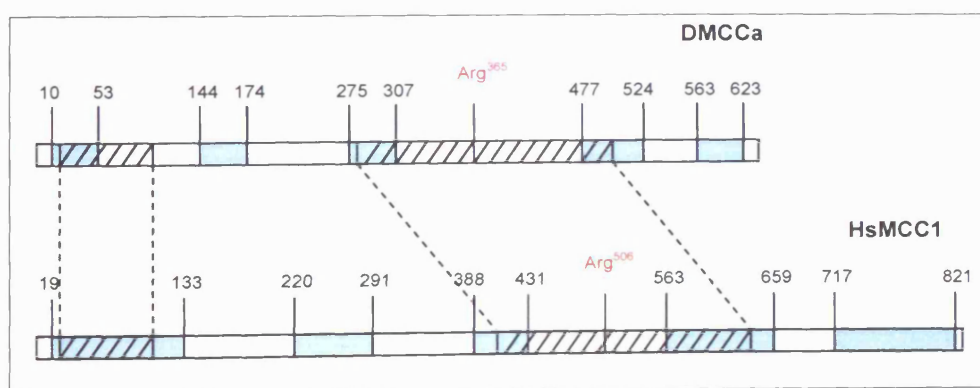 DMCCa
Arg365
10 53 144 174 275 307 477 524 563 623
HsMCC1
Arg506
19 133 220 291 388 431 563 659 717 821